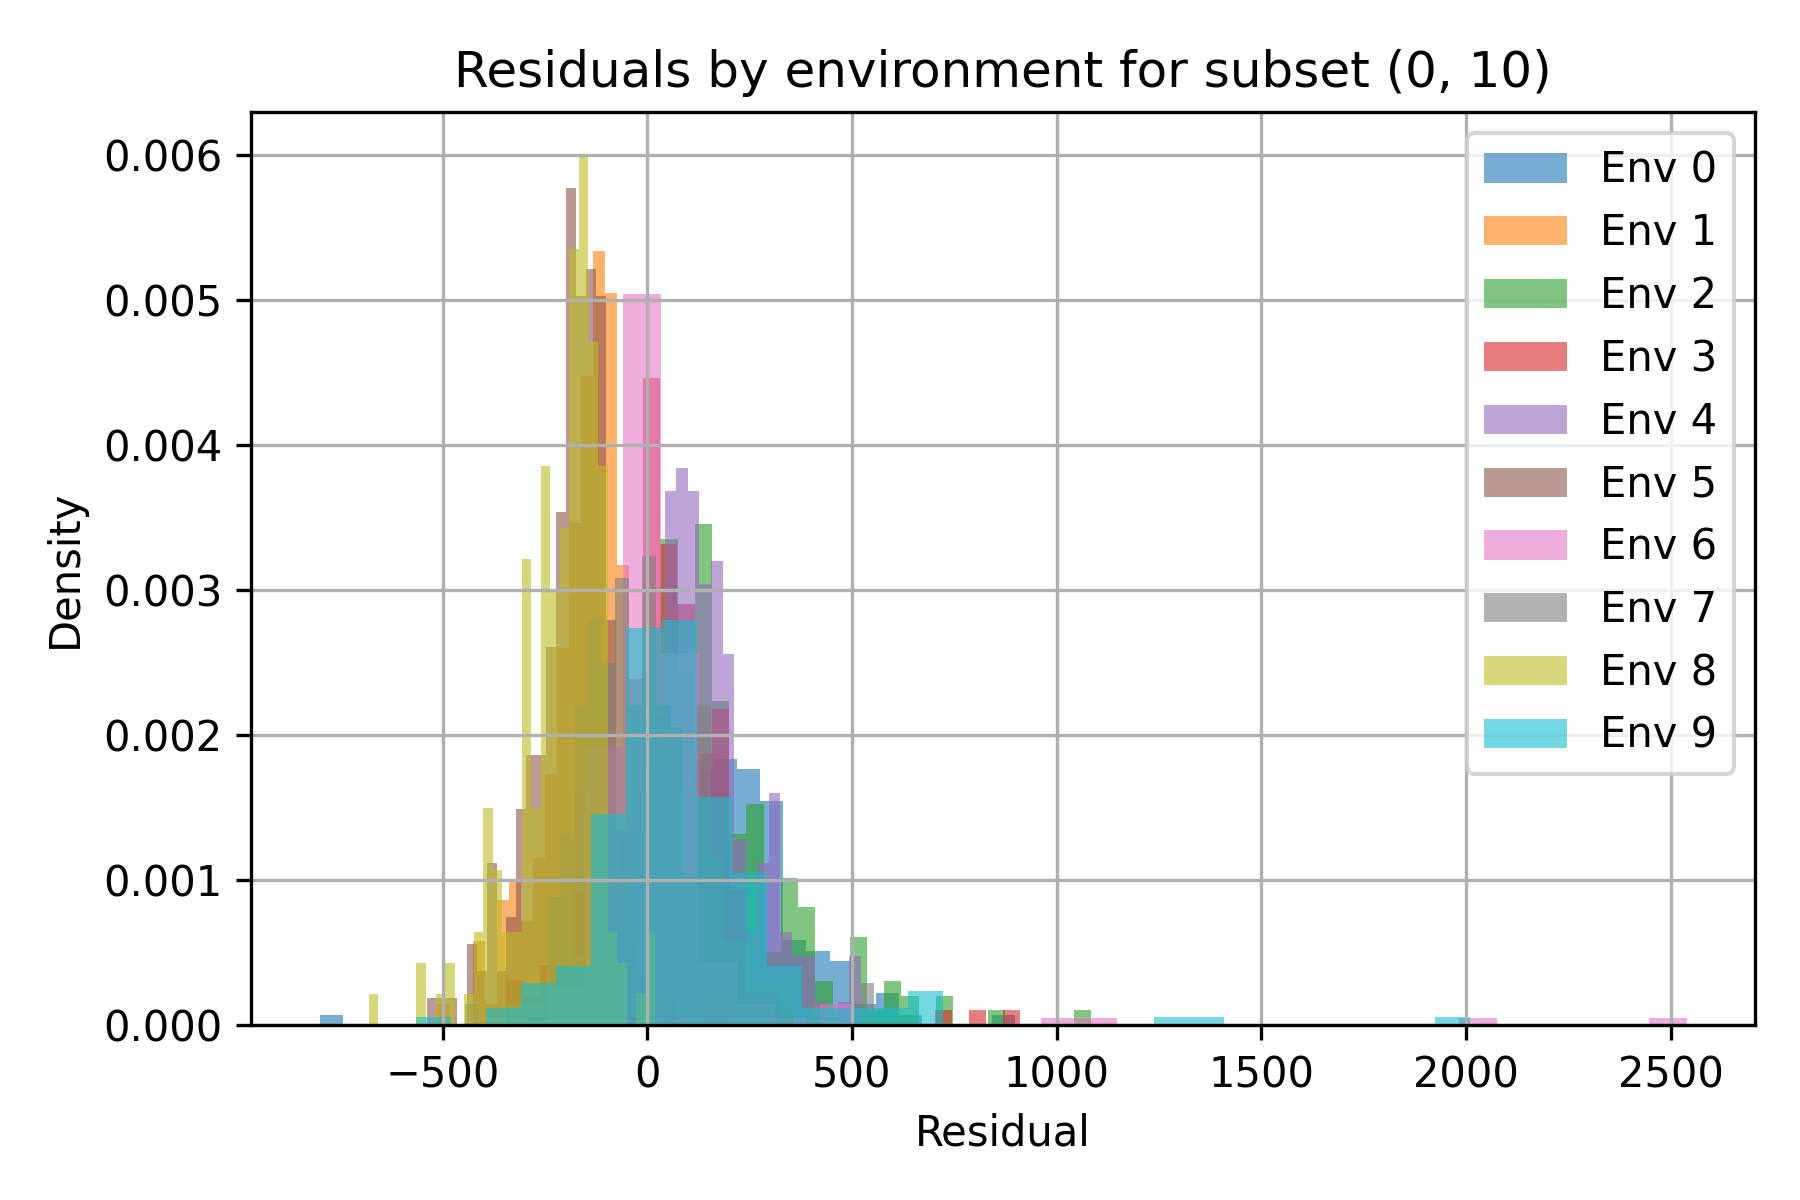 Residuals by environment for subset (0, 10)
0.006
0.005
0.004
0.003
0.002
0.001
0.000
Density
−500
0
500
1000
1500
2000
2500
Residual
Env 0
Env 1
Env 2
Env 3
Env 4
Env 5
Env 6
Env 7
Env 8
Env 9